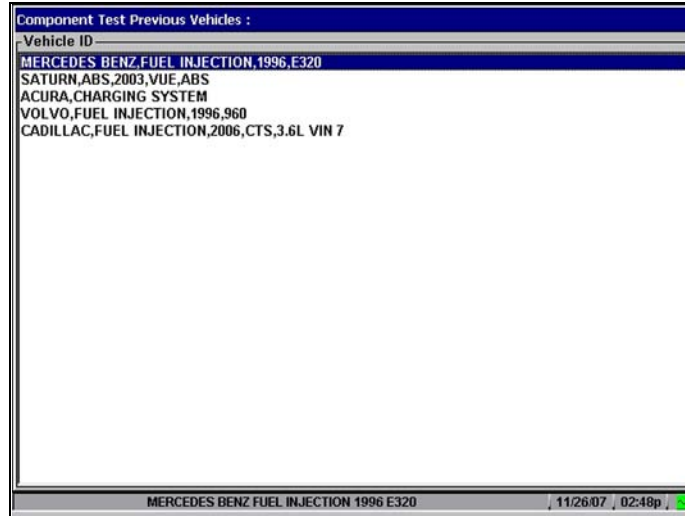 Component Test Previous Vehicles :
Vehicle ID
MERCEDES BENZ,FUEL INJECTION,1996,E320
SATURN,ABS,2003,VUE,ABS
ACURA,CHARGING SYSTEM
VOLVO,FUEL INJECTION,1996,960
CADILLAC,FUEL INJECTION,2006,CTS,3.6L VIN 7
MERCEDES BENZ FUEL INJECTION 1996 E320 11/26/07 02:48p